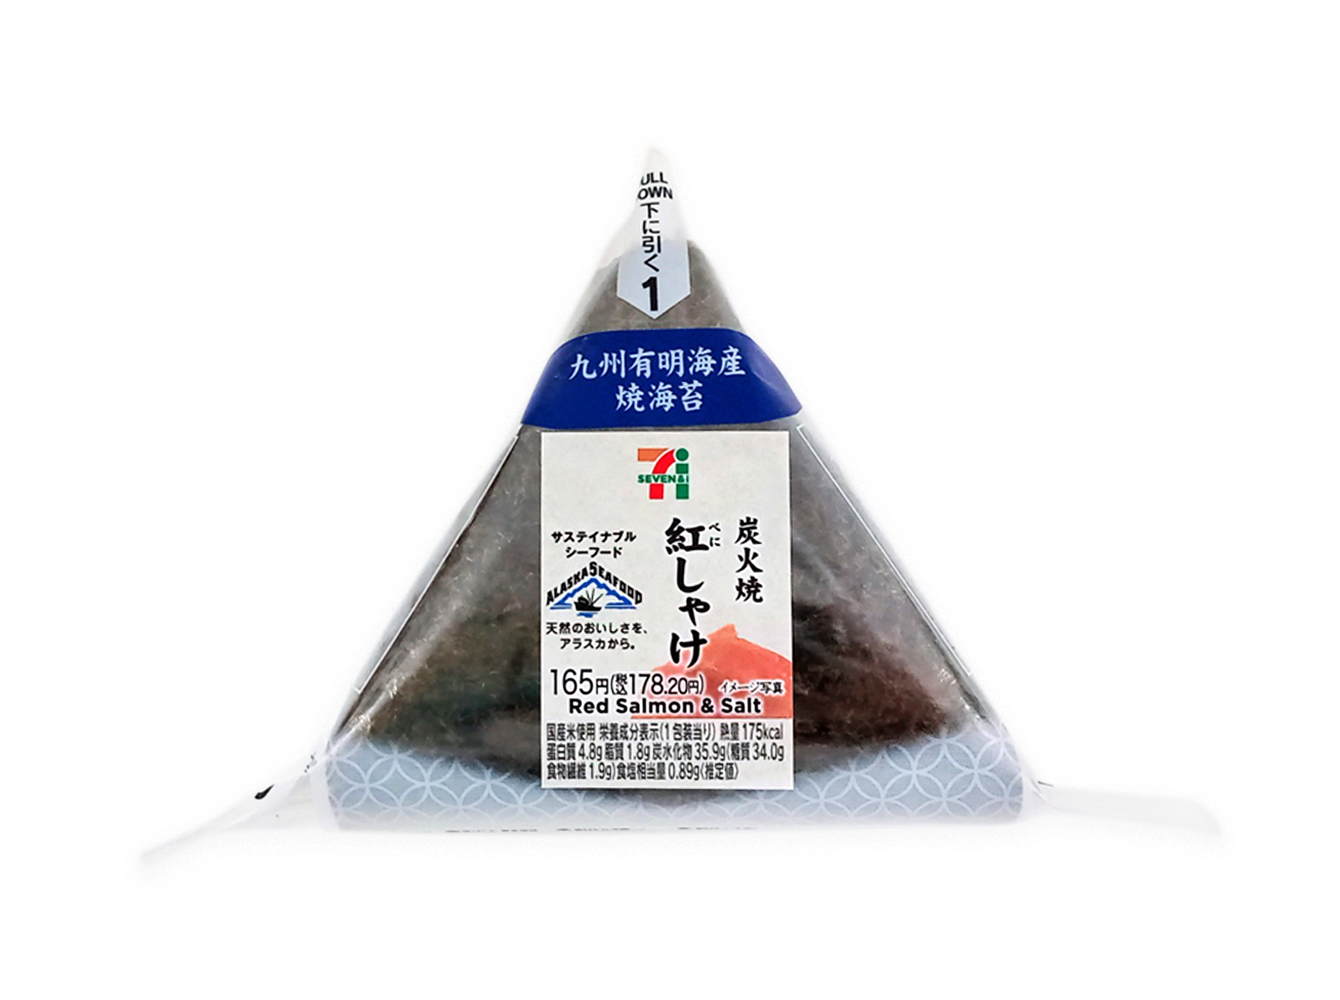 ULL
OWN
下に引く
1
九州有明海産
焼海苔
SEVEN&i
炭火焼
紅しゃけ
べに
サステイナブル
シーフード
ALASKA SEAFOOD
天然のおいしさを、
アラスカから。
165円(税込178.20円)
イメージ写真
Red Salmon & Salt
国産米使用 栄養成分表示(1包装当り) 熱量175kcal
蛋白質4.8g 脂質1.8g 炭水化物35.9g(糖質34.0g
食物繊維1.9g) 食塩相当量0.89g(推定値)